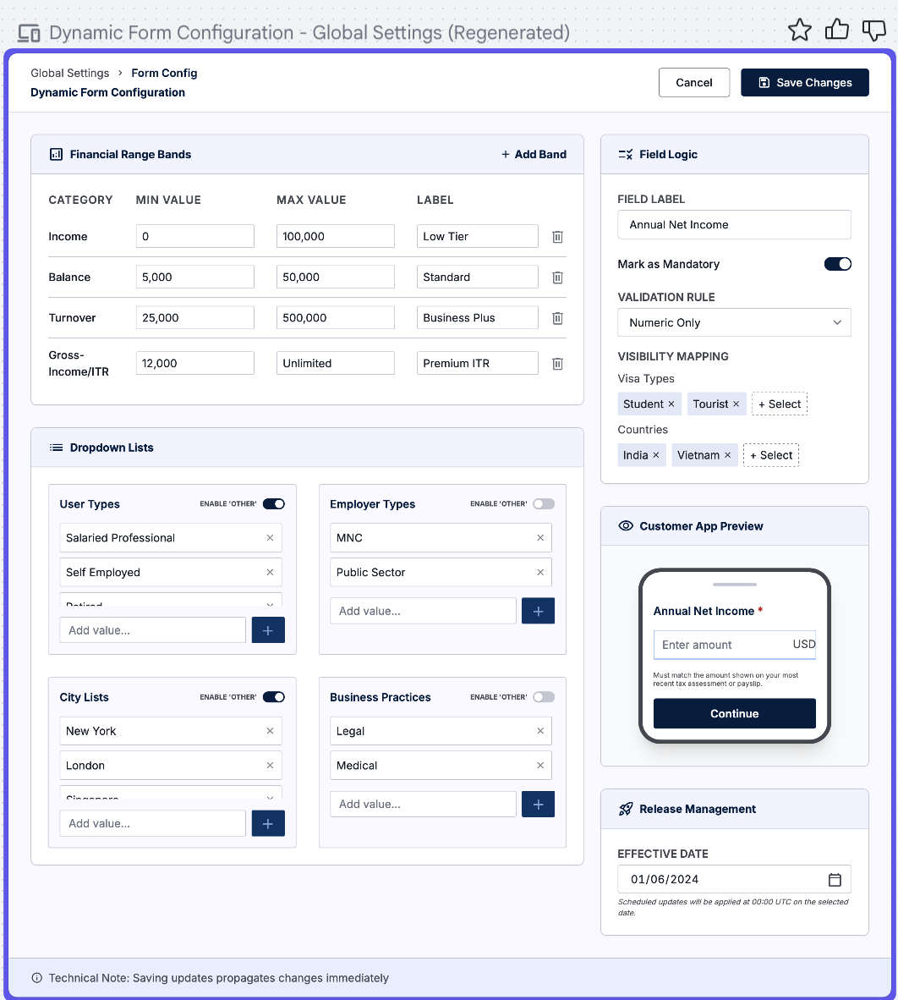 Dynamic Form Configuration - Global Settings (Regenerated)
Global Settings > Form Config
Dynamic Form Configuration
Cancel
Save Changes
Financial Range Bands
+ Add Band
CATEGORY MIN VALUE MAX VALUE LABEL
Income 0 100,000 Low Tier
Balance 5,000 50,000 Standard
Turnover 25,000 500,000 Business Plus
Gross-
Income/ITR 12,000 Unlimited Premium ITR
Dropdown Lists
User Types ENABLE 'OTHER'
Salaried Professional ×
Self Employed ×
Retired ×
Add value... +
Employer Types ENABLE 'OTHER'
MNC ×
Public Sector ×
Add value... +
City Lists ENABLE 'OTHER'
New York ×
London ×
Singapore ×
Add value... +
Business Practices ENABLE 'OTHER'
Legal ×
Medical ×
Add value... +
Field Logic
FIELD LABEL
Annual Net Income
Mark as Mandatory
VALIDATION RULE
Numeric Only
VISIBILITY MAPPING
Visa Types
Student × Tourist × + Select
Countries
India × Vietnam × + Select
Customer App Preview
Annual Net Income *
Enter amount USD
Must match the amount shown on your most
recent tax assessment or payslip.
Continue
Release Management
EFFECTIVE DATE
01/06/2024
Scheduled updates will be applied at 00:00 UTC on the selected
date.
Technical Note: Saving updates propagates changes immediately